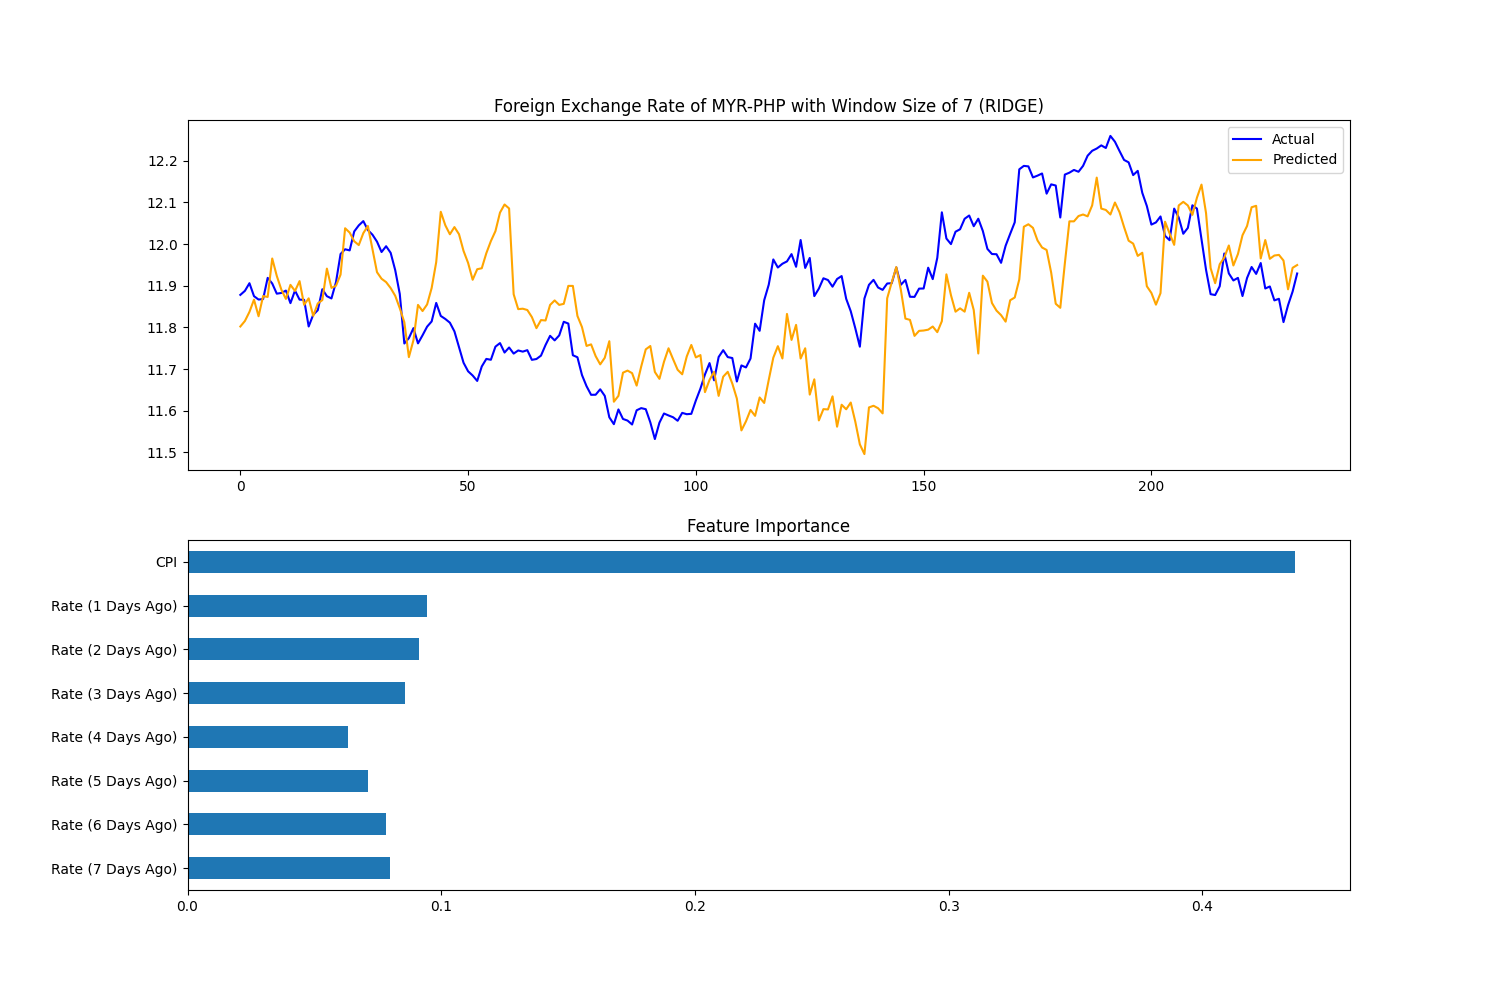 Foreign Exchange Rate of MYR-PHP with Window Size of 7 (RIDGE)
Actual
Predicted
12.2
12.1
12.0
11.9
11.8
11.7
11.6
11.5
0 50 100 150 200
Feature Importance
CPI
Rate (1 Days Ago)
Rate (2 Days Ago)
Rate (3 Days Ago)
Rate (4 Days Ago)
Rate (5 Days Ago)
Rate (6 Days Ago)
Rate (7 Days Ago)
0.0 0.1 0.2 0.3 0.4